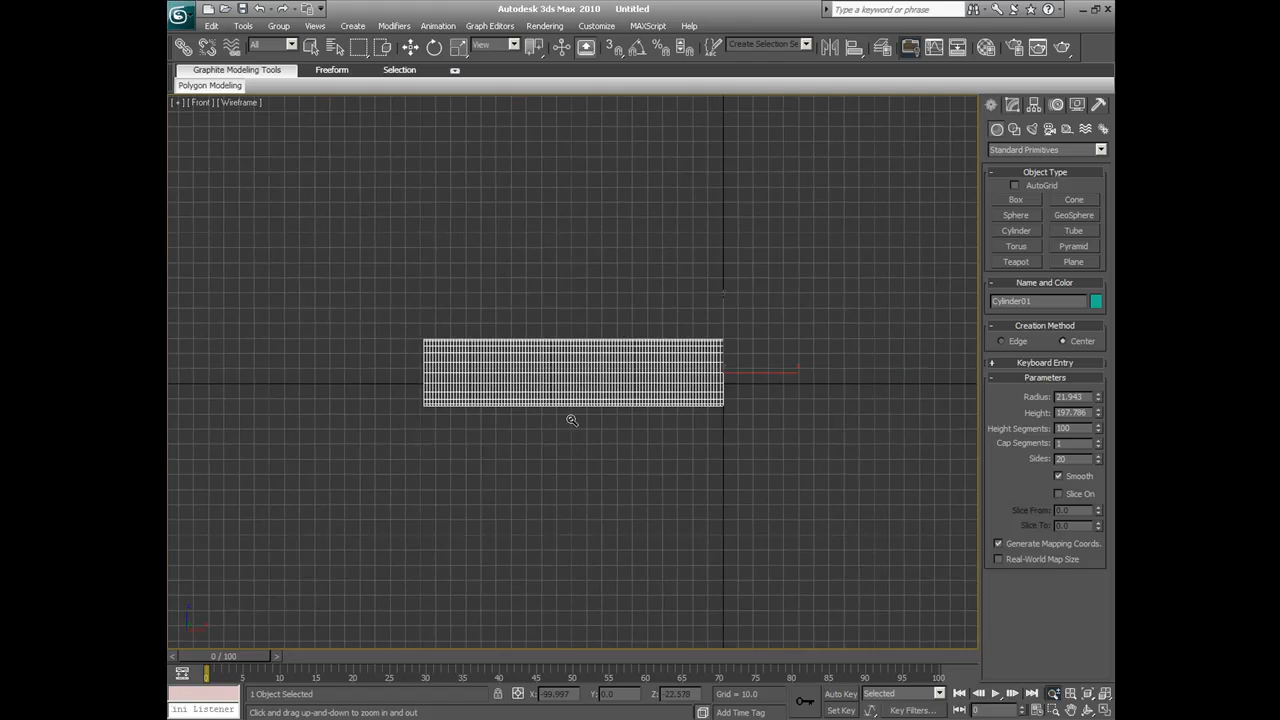 Autodesk 3ds Max 2010 Untitled
Type a keyword or phrase
Edit Tools Group Views Create Modifiers Animation Graph Editors Rendering Customize MAXScript Help
All View Create Selection Se
Graphite Modeling Tools Freeform Selection
Polygon Modeling
[ + ] [ Front ] [ Wireframe ]
Standard Primitives
Object Type
AutoGrid
Box Cone
Sphere GeoSphere
Cylinder Tube
Torus Pyramid
Teapot Plane
Name and Color
Cylinder01
Creation Method
Edge Center
Keyboard Entry
Parameters
Radius: 21.943
Height: 197.786
Height Segments: 100
Cap Segments: 1
Sides: 20
Smooth
Slice On
Slice From: 0.0
Slice To: 0.0
Generate Mapping Coords.
Real-World Map Size
0 / 100
0 5 10 15 20 25 30 35 40 45 50 55 60 65 70 75 80 85 90 95 100
1 Object Selected X: -99.997 Y: 0.0 Z: -22.578 Grid = 10.0 Auto Key Selected
ini Listener Click and drag up-and-down to zoom in and out Add Time Tag Set Key Key Filters... 0